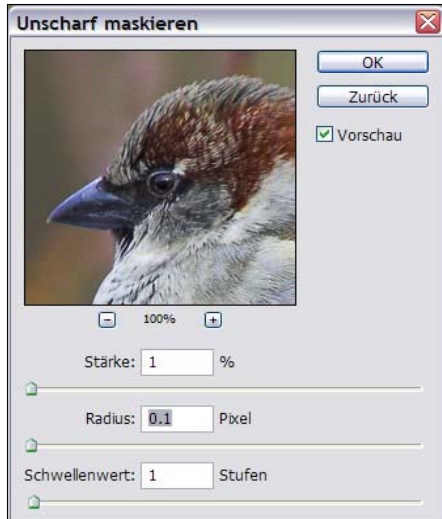 Unscharf maskieren
OK
Zurück
Vorschau
100%
Stärke: 1 %
Radius: 0.1 Pixel
Schwellenwert: 1 Stufen